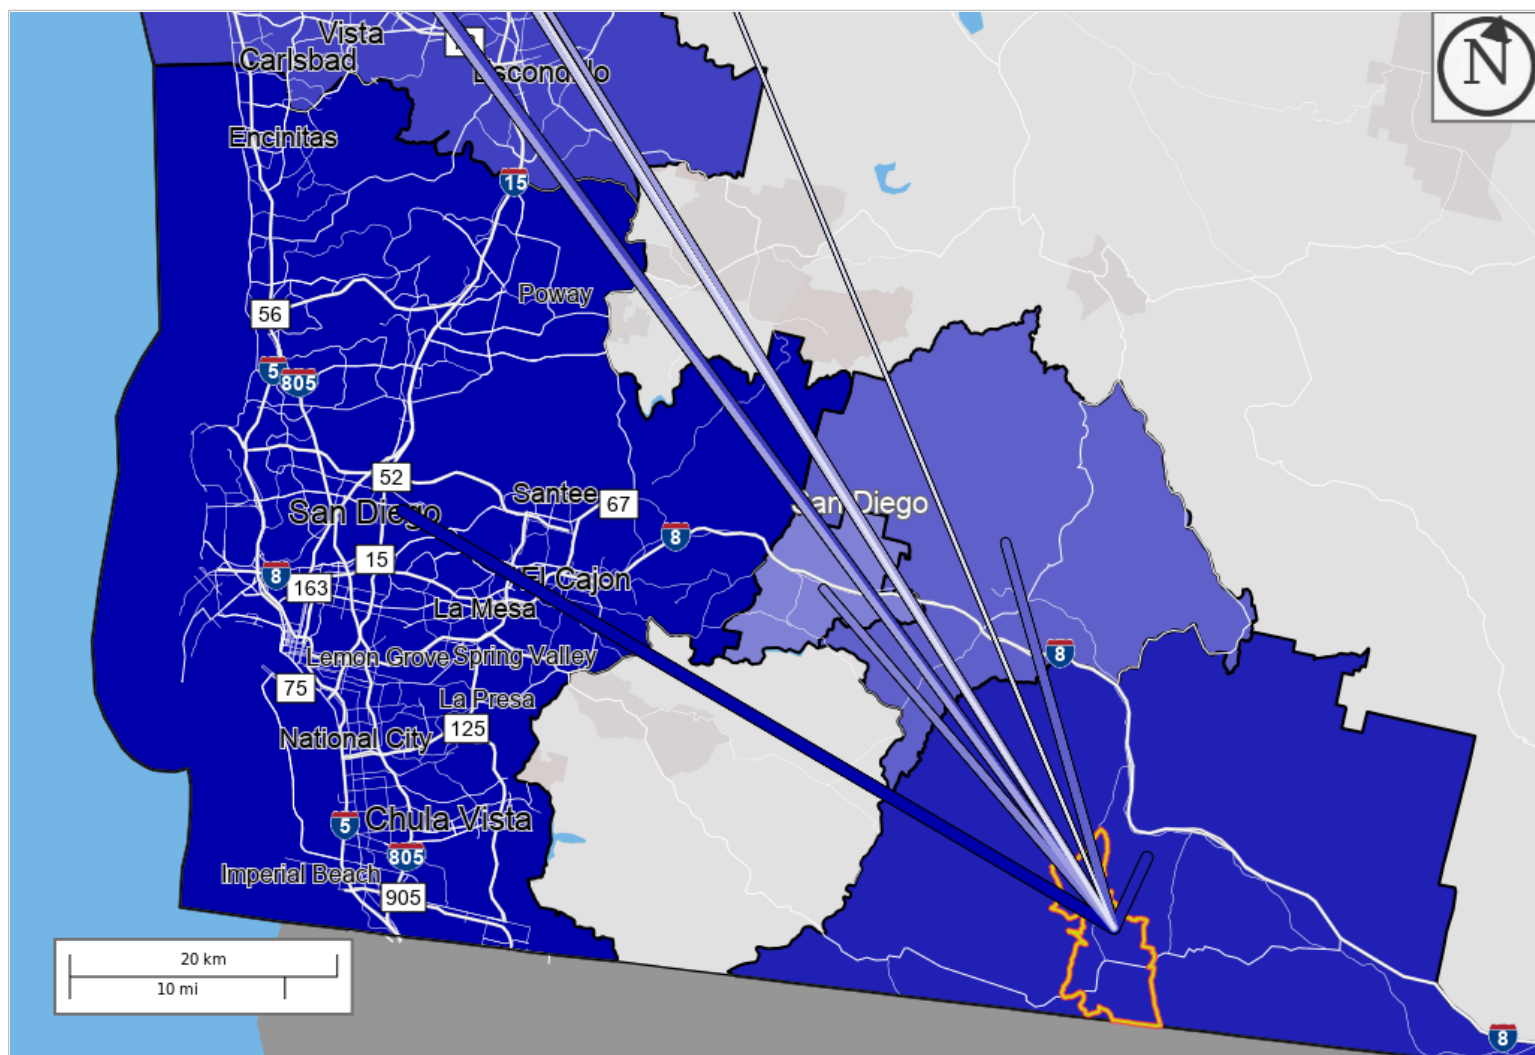 Vista
Carlsbad
Escondido
N
Encinitas
15
Poway
56
5
805
52
San Diego
Santee
67
San Diego
8
15
8
163
El Cajon
La Mesa
Lemon Grove
Spring Valley
8
75
La Presa
125
National City
5
Chula Vista
805
Imperial Beach
905
20 km
10 mi
8